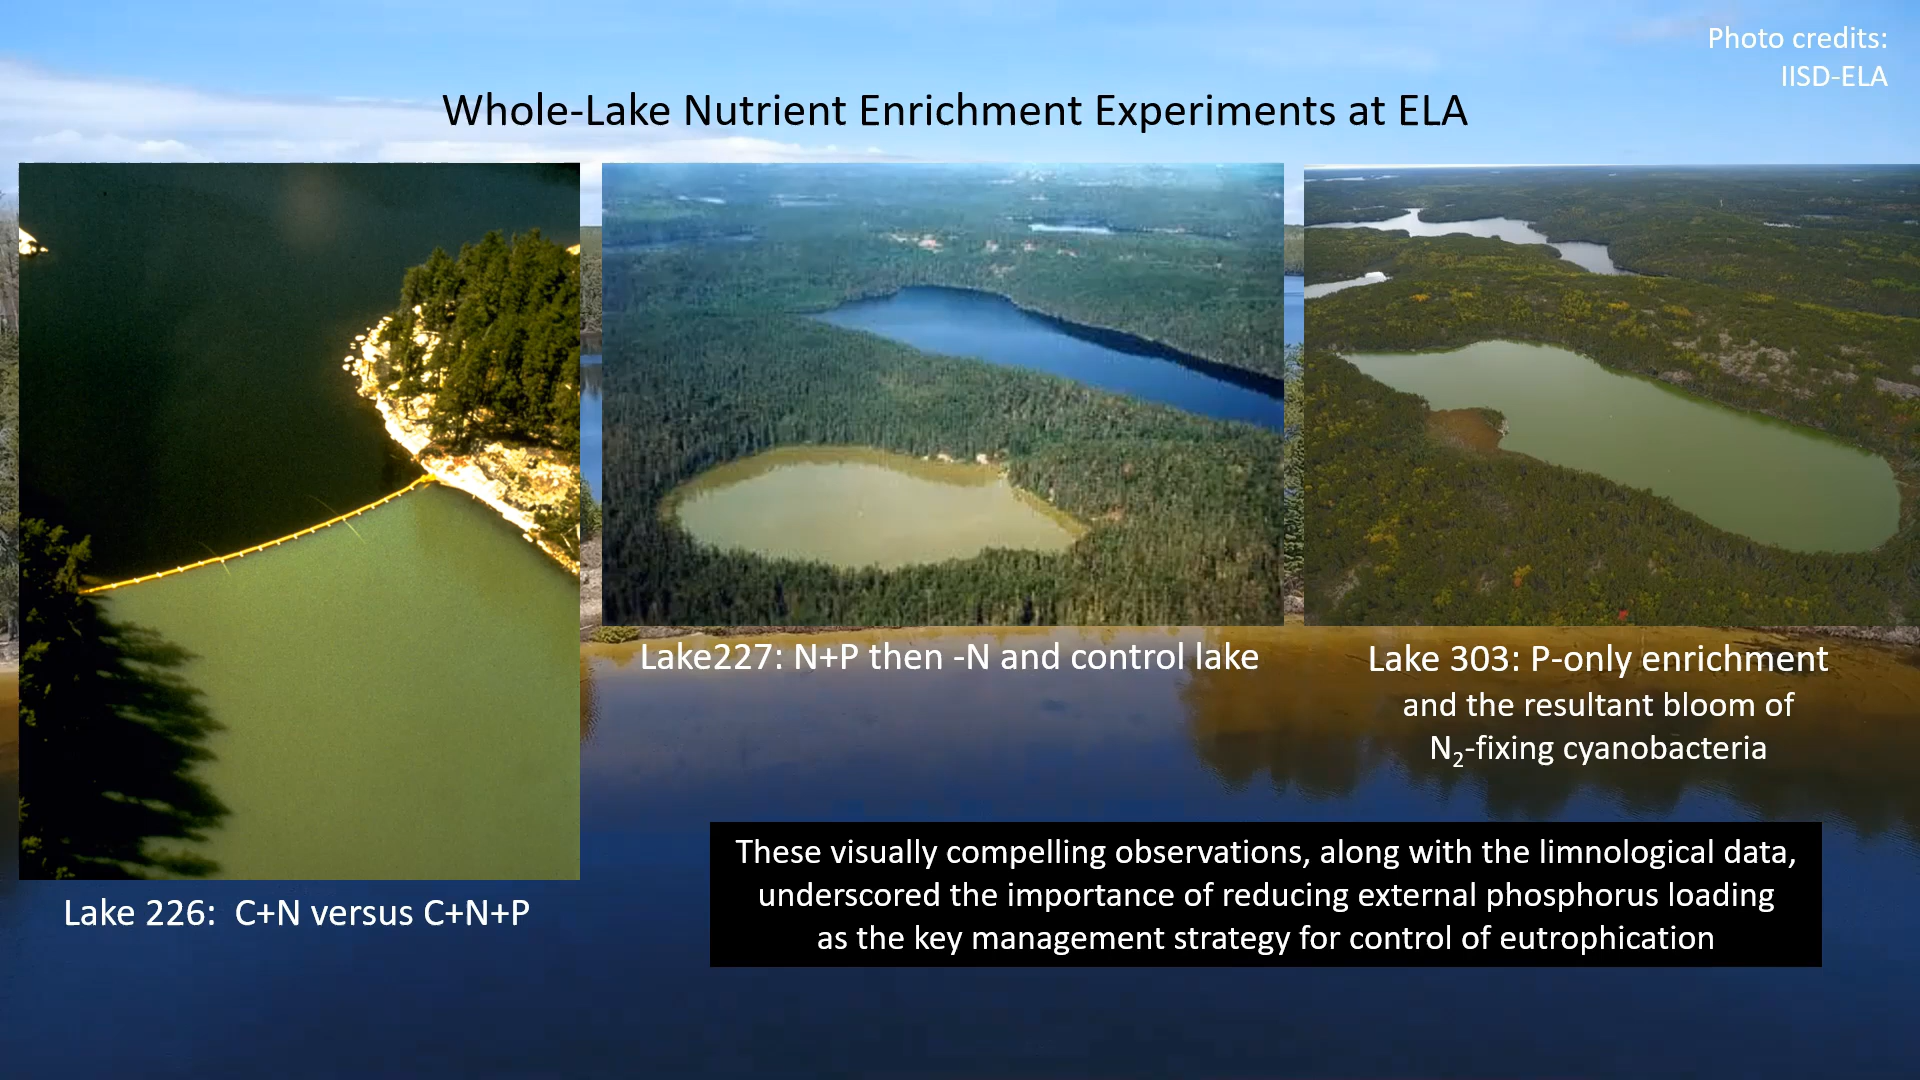 Photo credits:
IISD-ELA
Whole-Lake Nutrient Enrichment Experiments at ELA
Lake227: N+P then -N and control lake
Lake 303: P-only enrichment
and the resultant bloom of
N₂-fixing cyanobacteria
Lake 226:  C+N versus C+N+P
These visually compelling observations, along with the limnological data,
underscored the importance of reducing external phosphorus loading
as the key management strategy for control of eutrophication